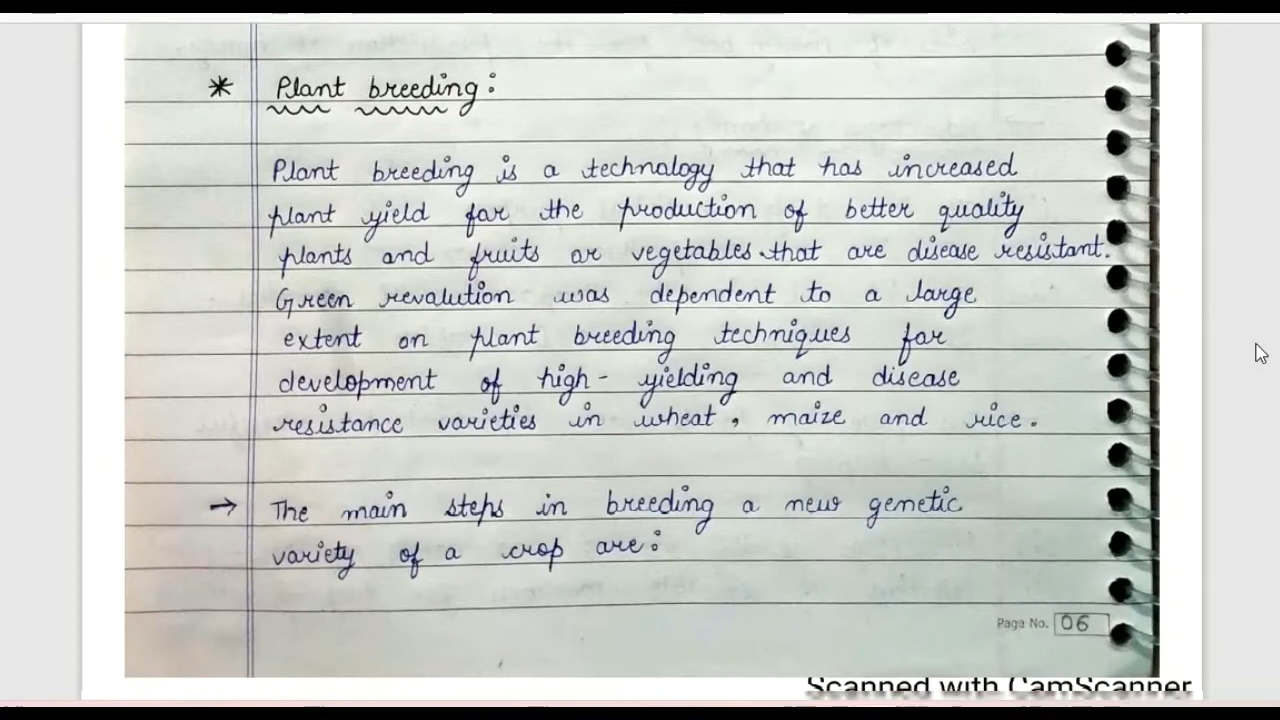 * Plant breeding:
Plant breeding is a technology that has increased
plant yield for the production of better quality
plants and fruits or vegetables that are disease resistant.
Green revolution was dependent to a large
extent on plant breeding techniques for
development of high-yielding and disease
resistance varieties in wheat, maize and rice.
→ The main steps in breeding a new genetic
variety of a crop are:
Page No. 06
Scanned with CamScanner